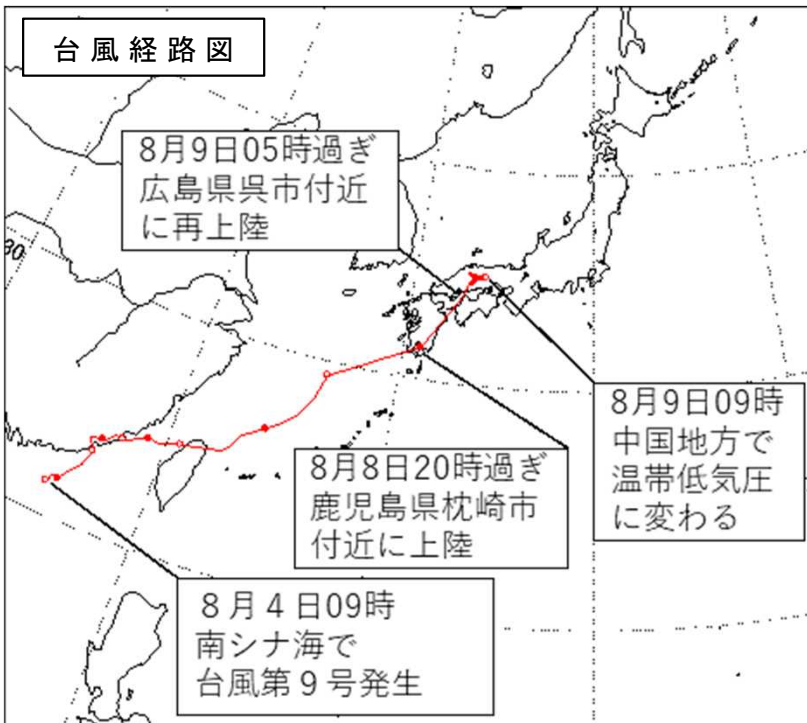 台風経路図
8月9日05時過ぎ
広島県呉市付近
に再上陸
30
8月9日09時
中国地方で
温帯低気圧
に変わる
8月8日20時過ぎ
鹿児島県枕崎市
付近に上陸
８月４日09時
南シナ海で
台風第９号発生